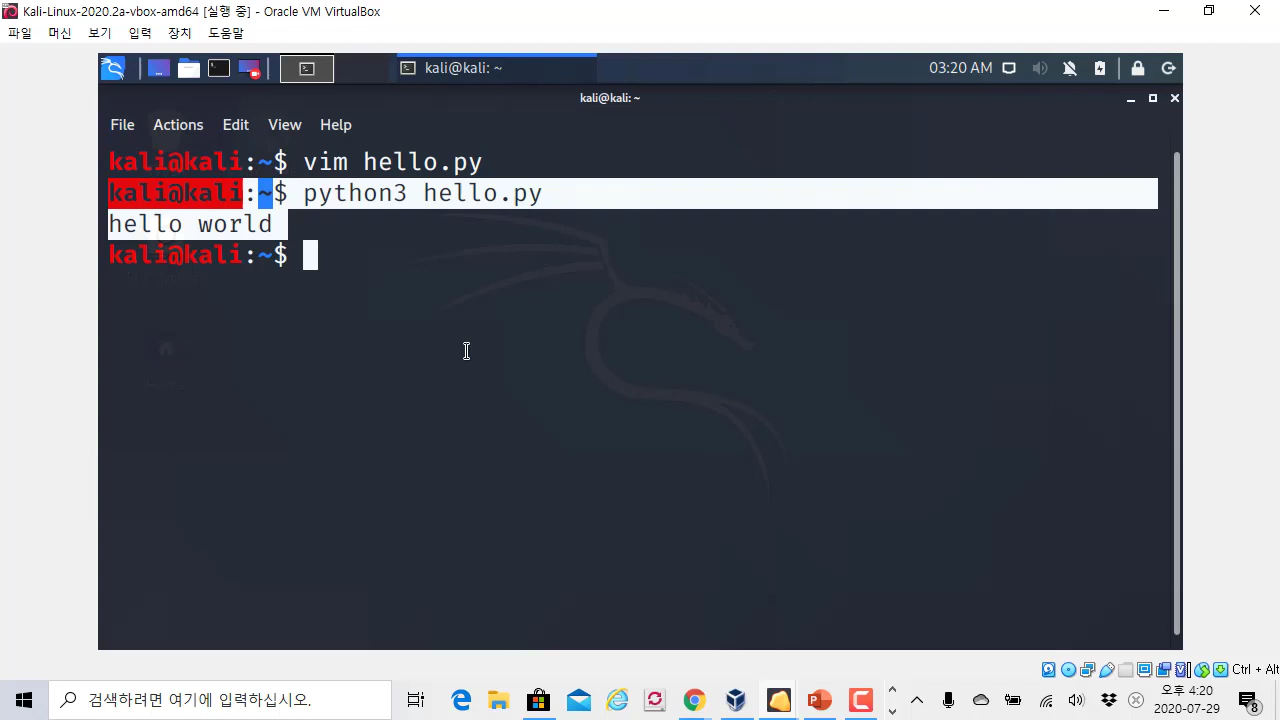 Kali-Linux-2020.2a-vbox-amd64 [실행 중] - Oracle VM VirtualBox
파일 머신 보기 입력 장치 도움말
kali@kali: ~ 03:20 AM
kali@kali: ~
File Actions Edit View Help
kali@kali:~$ vim hello.py
kali@kali:~$ python3 hello.py
hello world
kali@kali:~$
Ctrl + Alt
검색하려면 여기에 입력하십시오.
오후 4:20
2020-07-29
8